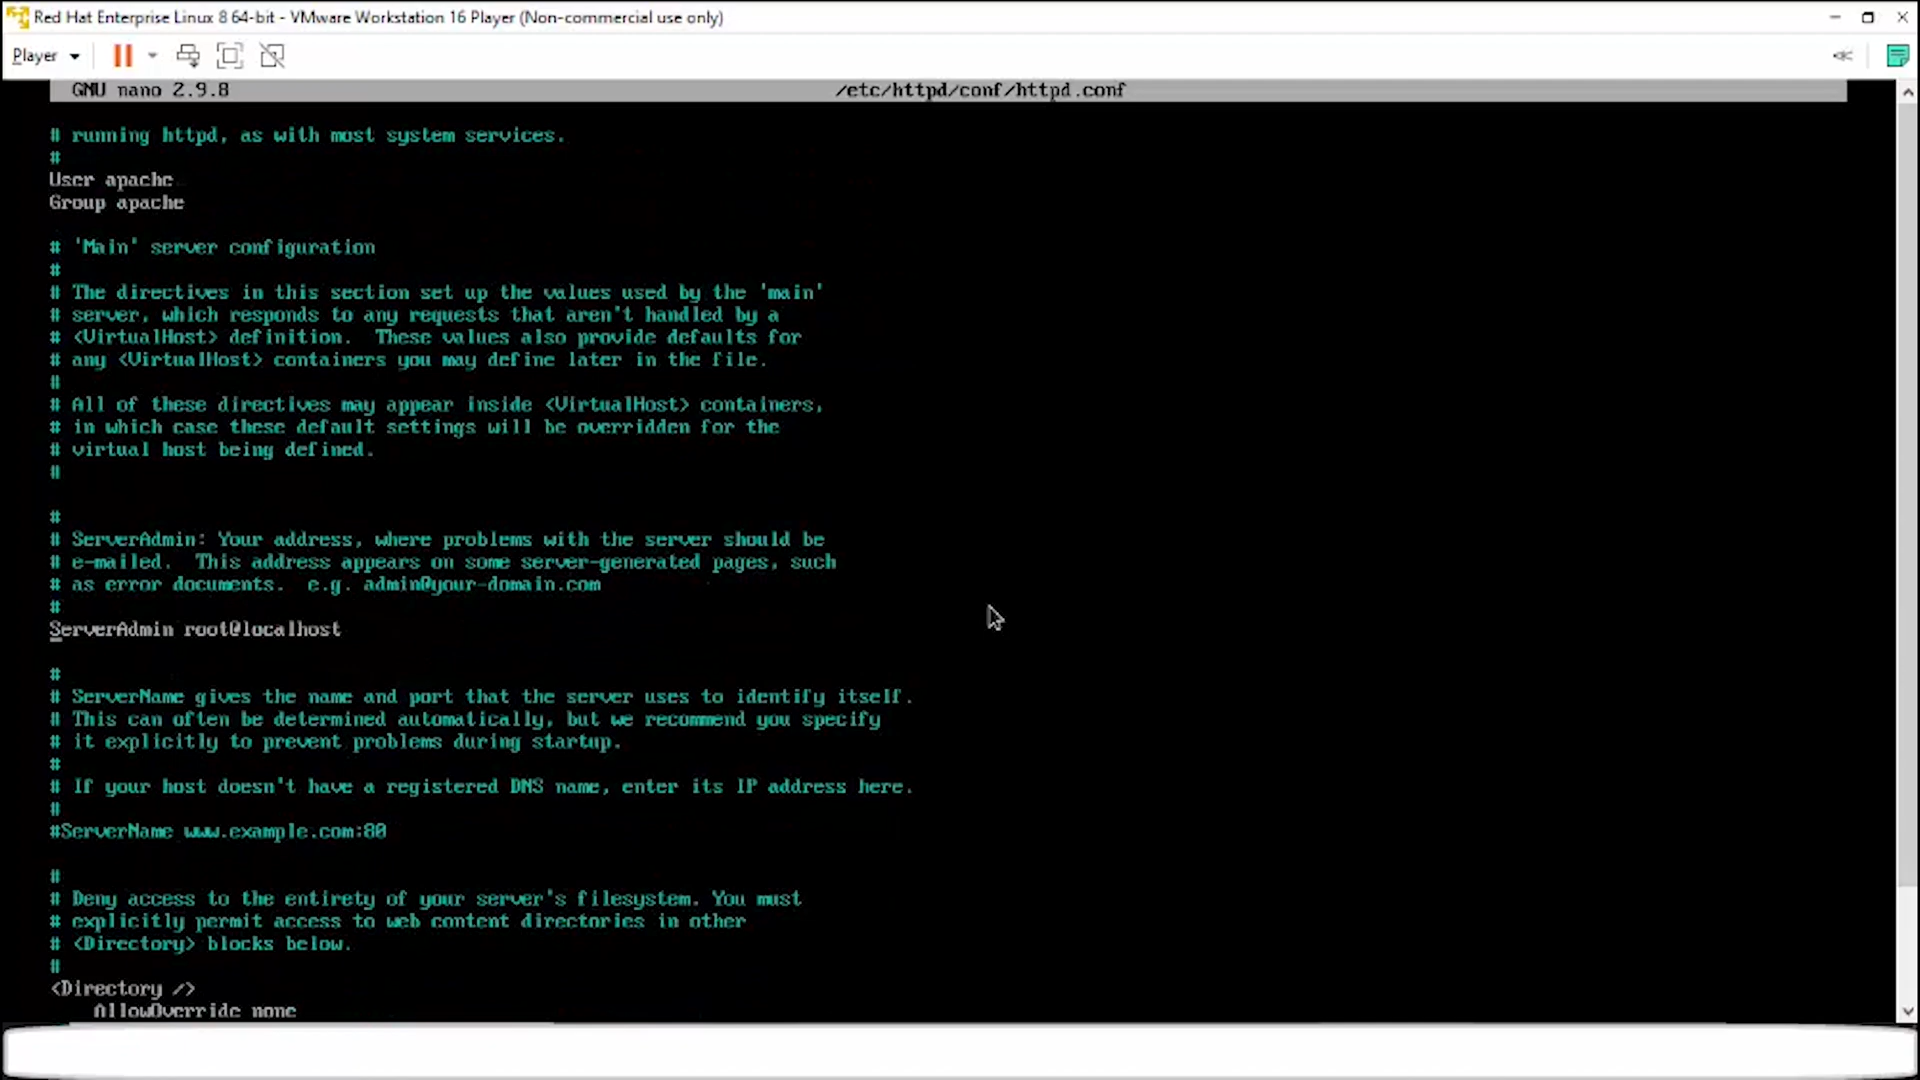 Red Hat Enterprise Linux 8 64-bit - VMware Workstation 16 Player (Non-commercial use only)
Player
GNU nano 2.9.8 /etc/httpd/conf/httpd.conf
# running httpd, as with most system services.
#
User apache
Group apache
# 'Main' server configuration
#
# The directives in this section set up the values used by the 'main'
# server, which responds to any requests that aren't handled by a
# <VirtualHost> definition.  These values also provide defaults for
# any <VirtualHost> containers you may define later in the file.
#
# All of these directives may appear inside <VirtualHost> containers,
# in which case these default settings will be overridden for the
# virtual host being defined.
#
#
# ServerAdmin: Your address, where problems with the server should be
# e-mailed.  This address appears on some server-generated pages, such
# as error documents.  e.g. admin@your-domain.com
#
ServerAdmin root@localhost
#
# ServerName gives the name and port that the server uses to identify itself.
# This can often be determined automatically, but we recommend you specify
# it explicitly to prevent problems during startup.
#
# If your host doesn't have a registered DNS name, enter its IP address here.
#
#ServerName www.example.com:80
#
# Deny access to the entirety of your server's filesystem. You must
# explicitly permit access to web content directories in other
# <Directory> blocks below.
#
<Directory />
    AllowOverride none